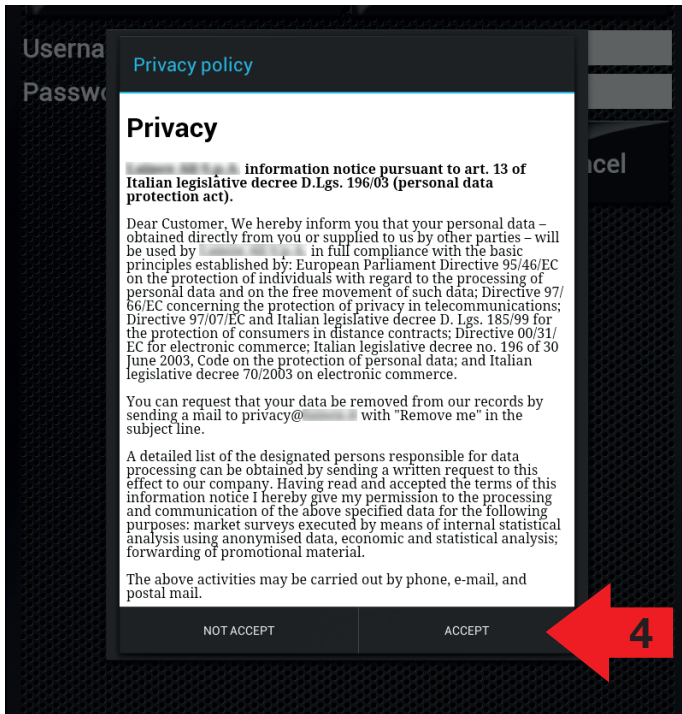 Userna
Passwo
ncel
Privacy policy
Privacy
information notice pursuant to art. 13 of
Italian legislative decree D.Lgs. 196/03 (personal data
protection act).
Dear Customer, We hereby inform you that your personal data –
obtained directly from you or supplied to us by other parties – will
be used by in full compliance with the basic
principles established by: European Parliament Directive 95/46/EC
on the protection of individuals with regard to the processing of
personal data and on the free movement of such data; Directive 97/
66/EC concerning the protection of privacy in telecommunications;
Directive 97/07/EC and Italian legislative decree D. Lgs. 185/99 for
the protection of consumers in distance contracts; Directive 00/31/
EC for electronic commerce; Italian legislative decree no. 196 of 30
June 2003, Code on the protection of personal data; and Italian
legislative decree 70/2003 on electronic commerce.
You can request that your data be removed from our records by
sending a mail to privacy@ with "Remove me" in the
subject line.
A detailed list of the designated persons responsible for data
processing can be obtained by sending a written request to this
effect to our company. Having read and accepted the terms of this
information notice I hereby give my permission to the processing
and communication of the above specified data for the following
purposes: market surveys executed by means of internal statistical
analysis using anonymised data, economic and statistical analysis;
forwarding of promotional material.
The above activities may be carried out by phone, e-mail, and
postal mail.
NOT ACCEPT
ACCEPT
4